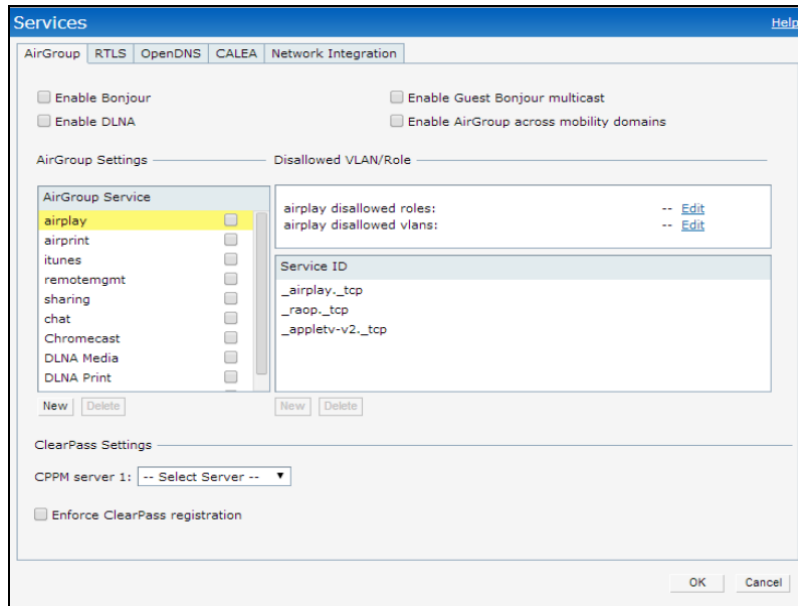 Services
Help
AirGroup RTLS OpenDNS CALEA Network Integration
Enable Bonjour Enable Guest Bonjour multicast
Enable DLNA Enable AirGroup across mobility domains
AirGroup Settings Disallowed VLAN/Role
AirGroup Service
airplay
airprint
itunes
remotemgmt
sharing
chat
Chromecast
DLNA Media
DLNA Print
New Delete
airplay disallowed roles: -- Edit
airplay disallowed vlans: -- Edit
Service ID
_airplay._tcp
_raop._tcp
_appletv-v2._tcp
New Delete
ClearPass Settings
CPPM server 1: -- Select Server --
Enforce ClearPass registration
OK Cancel